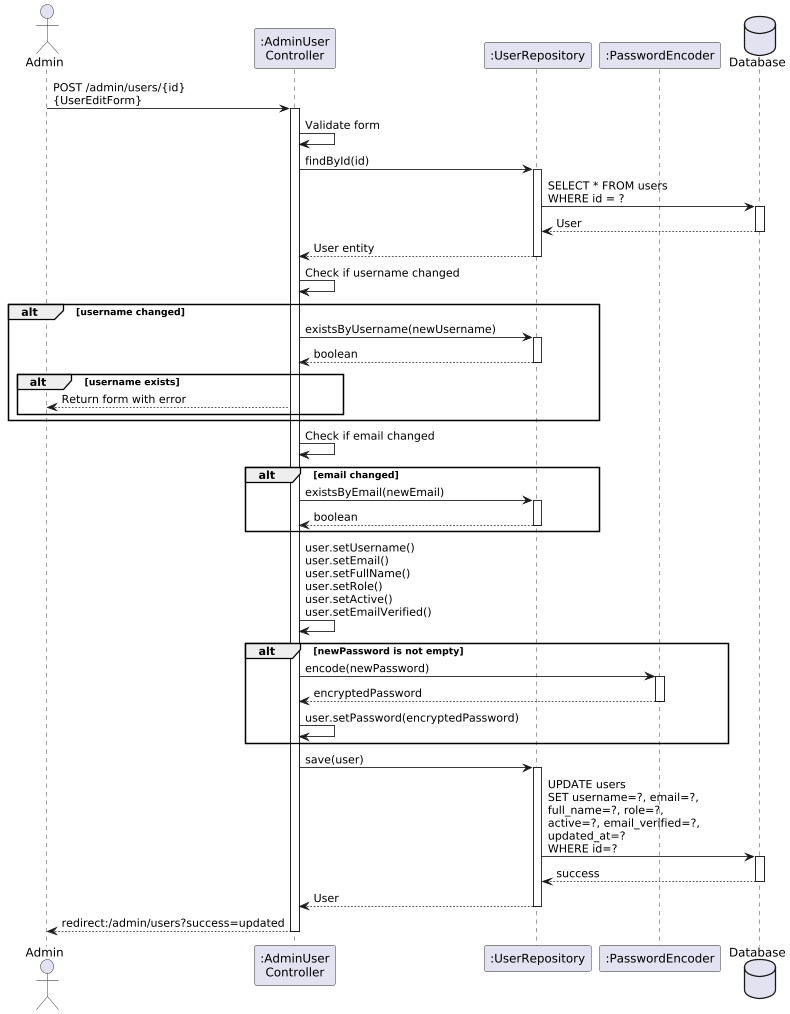 Admin
:AdminUser
Controller
:UserRepository
:PasswordEncoder
Database
POST /admin/users/{id}
{UserEditForm}
Validate form
findById(id)
SELECT * FROM users
WHERE id = ?
User
User entity
Check if username changed
alt
[username changed]
existsByUsername(newUsername)
boolean
alt
[username exists]
Return form with error
Check if email changed
alt
[email changed]
existsByEmail(newEmail)
boolean
user.setUsername()
user.setEmail()
user.setFullName()
user.setRole()
user.setActive()
user.setEmailVerified()
alt
[newPassword is not empty]
encode(newPassword)
encryptedPassword
user.setPassword(encryptedPassword)
save(user)
UPDATE users
SET username=?, email=?,
full_name=?, role=?,
active=?, email_verified=?,
updated_at=?
WHERE id=?
success
User
redirect:/admin/users?success=updated
Admin
:AdminUser
Controller
:UserRepository
:PasswordEncoder
Database